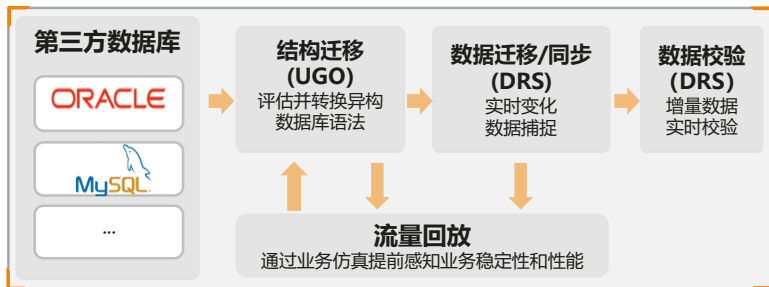 第三方数据库
ORACLE
MySQL
...
结构迁移
(UGO)
评估并转换异构
数据库语法
数据迁移/同步
(DRS)
实时变化
数据捕捉
数据校验
(DRS)
增量数据
实时校验
流量回放
通过业务仿真提前感知业务稳定性和性能